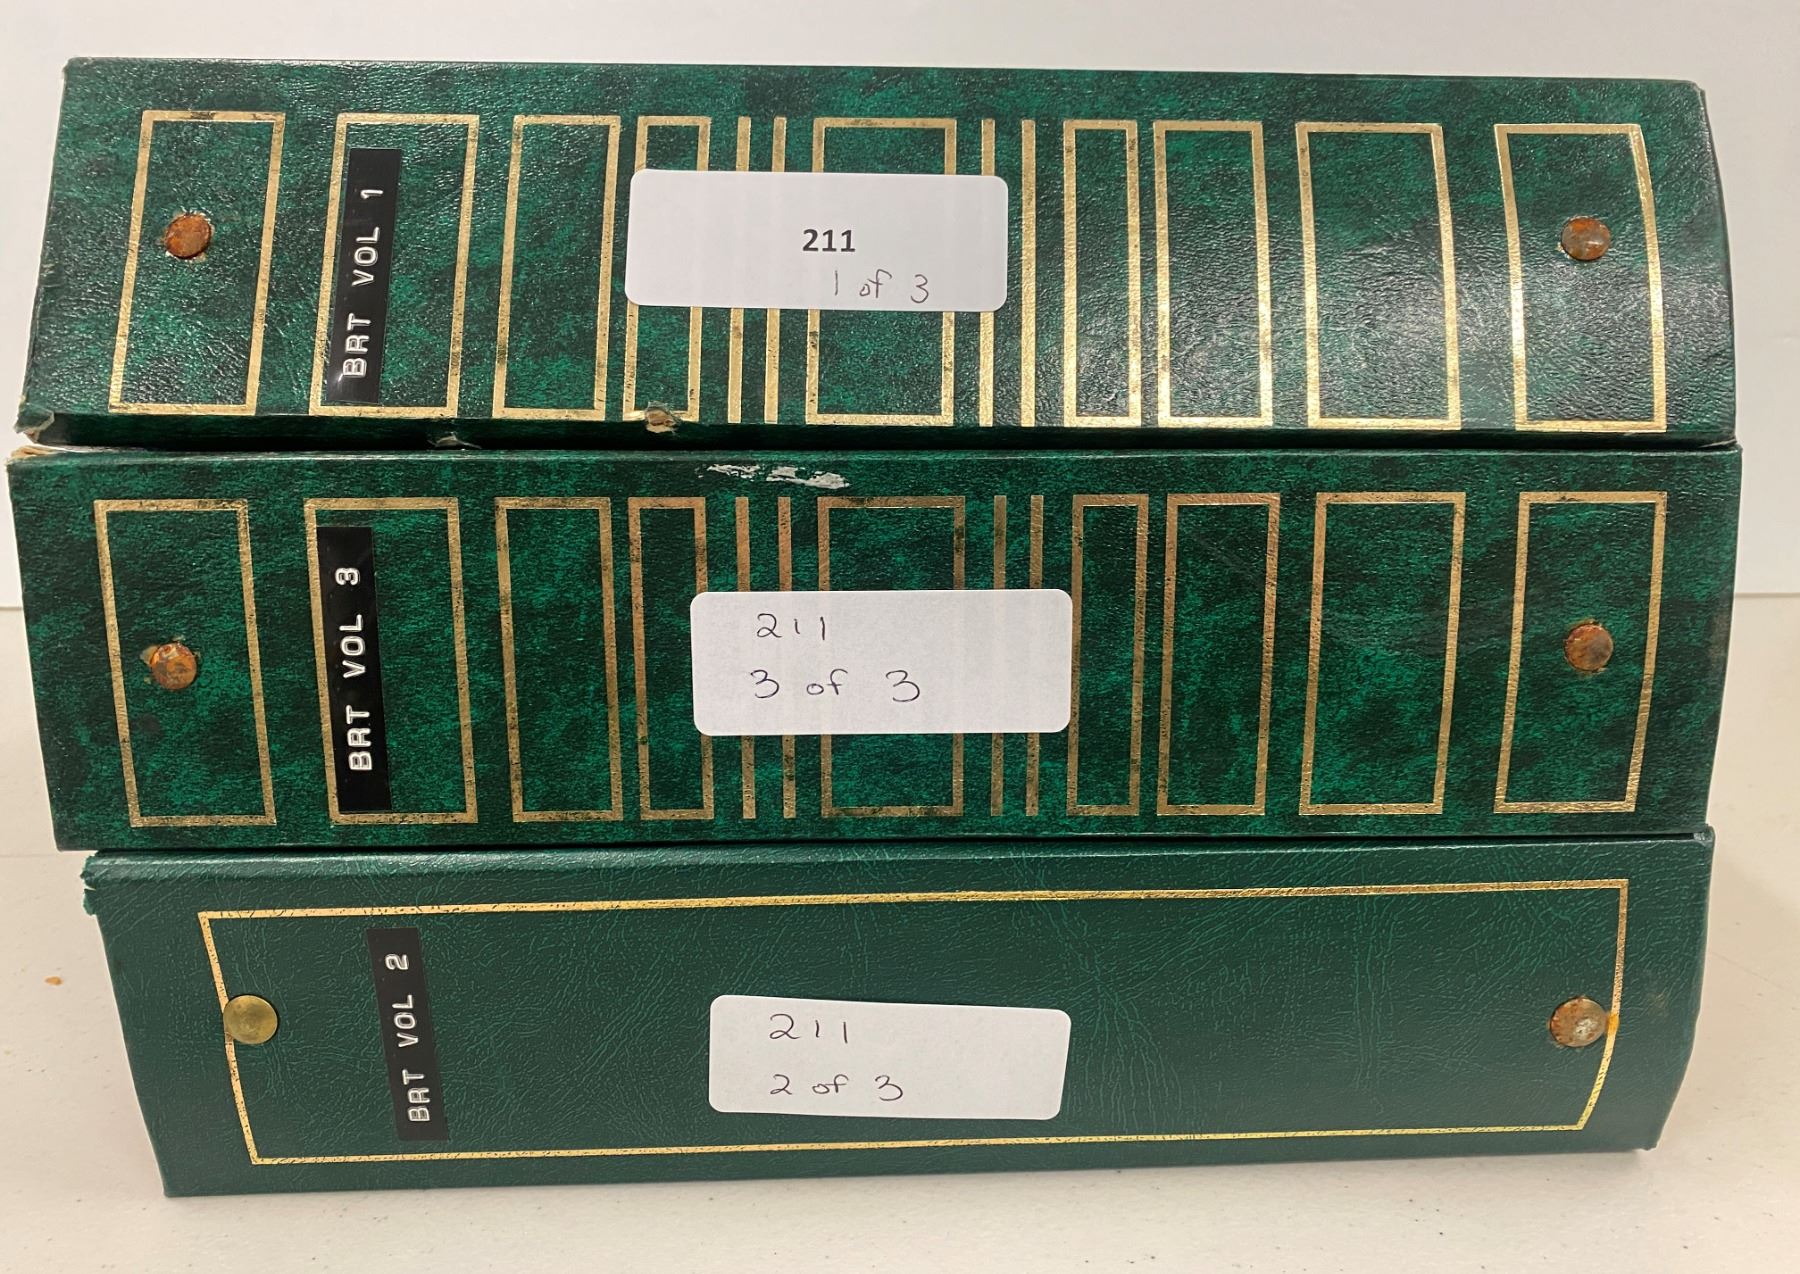 BRT VOL 1
211
1 of 3
BRT VOL 3
211
3 of 3
BRT VOL 2
211
2 of 3